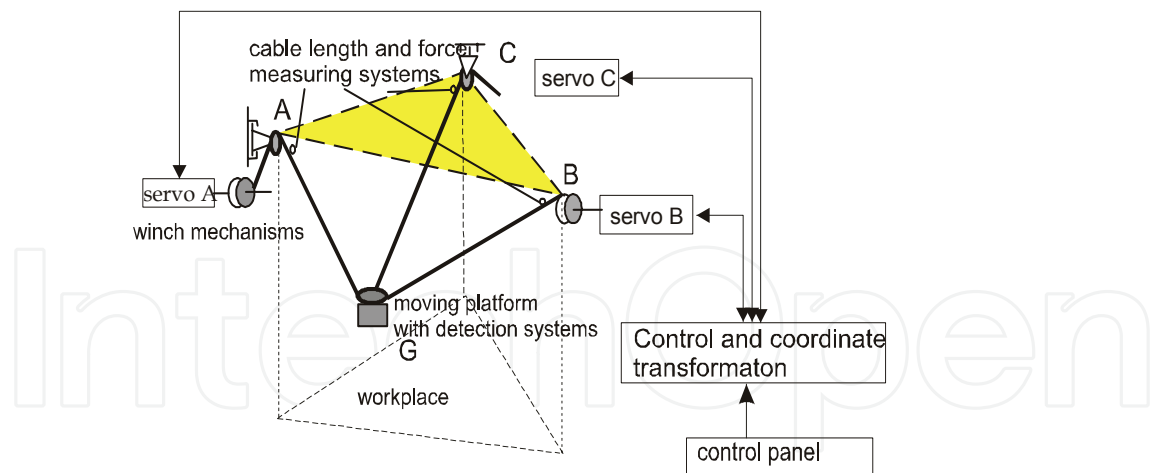 cable length and force
measuring systems
C
servo C
A
B
servo A
servo B
winch mechanisms
moving platform
with detection systems
G
Control and coordinate
transformaton
workplace
control panel
IntechOpen